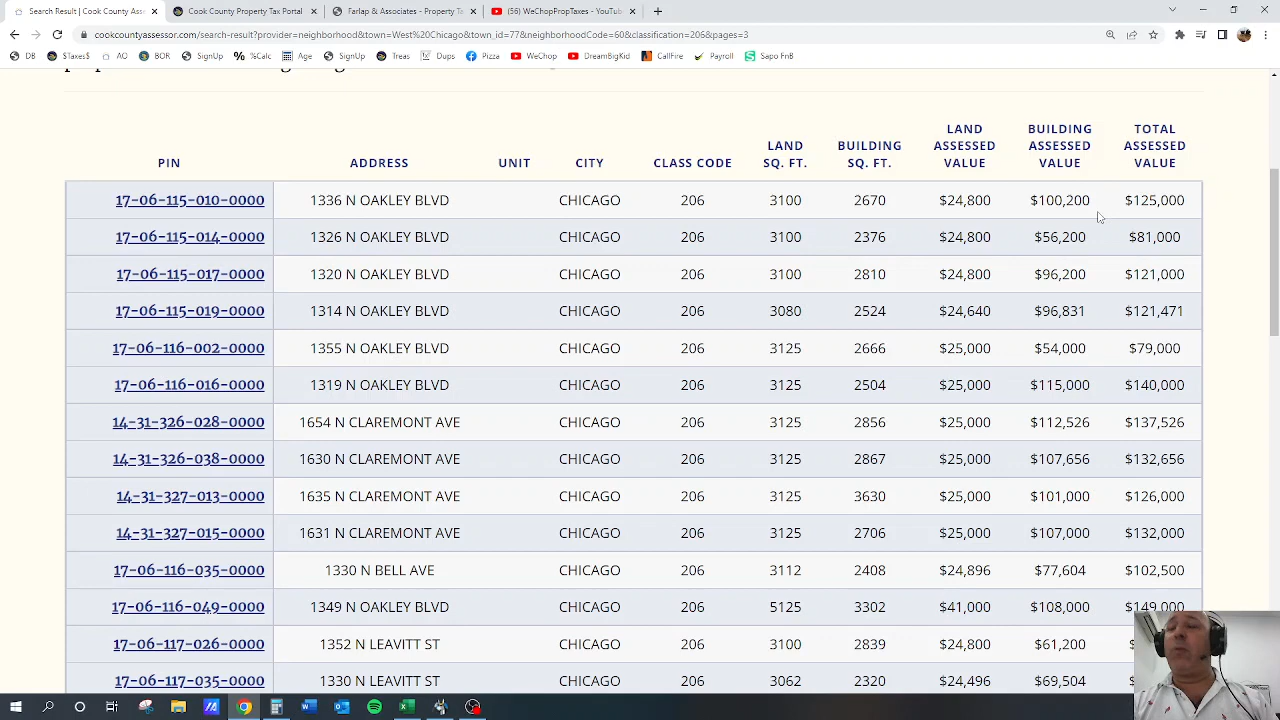 Search Result | Cook County Asse
Cook County Property Tax Portal
Farlap & Associates - Property Ta
(56) WeChopPropTaxes - YouTube
cookcountyassessor.com/search-result?provider=neighborhood&town=West%20Chicago&town_id=77&neighborhoodCode=60&classification=206&pages=3
DB STaxes$ AO BOR SignUp Calc Age SignUp Treas Dups Pizza WeChop DreamBigKid CallFire Payroll Sapo FnB
PIN ADDRESS UNIT CITY CLASS CODE LAND SQ. FT. BUILDING SQ. FT. LAND ASSESSED VALUE BUILDING ASSESSED VALUE TOTAL ASSESSED VALUE
17-06-115-010-0000 1336 N OAKLEY BLVD CHICAGO 206 3100 2670 $24,800 $100,200 $125,000
17-06-115-014-0000 1326 N OAKLEY BLVD CHICAGO 206 3100 2376 $24,800 $56,200 $81,000
17-06-115-017-0000 1320 N OAKLEY BLVD CHICAGO 206 3100 2810 $24,800 $96,200 $121,000
17-06-115-019-0000 1314 N OAKLEY BLVD CHICAGO 206 3080 2524 $24,640 $96,831 $121,471
17-06-116-002-0000 1355 N OAKLEY BLVD CHICAGO 206 3125 2666 $25,000 $54,000 $79,000
17-06-116-016-0000 1319 N OAKLEY BLVD CHICAGO 206 3125 2504 $25,000 $115,000 $140,000
14-31-326-028-0000 1654 N CLAREMONT AVE CHICAGO 206 3125 2856 $25,000 $112,526 $137,526
14-31-326-038-0000 1630 N CLAREMONT AVE CHICAGO 206 3125 2867 $25,000 $107,656 $132,656
14-31-327-013-0000 1635 N CLAREMONT AVE CHICAGO 206 3125 3630 $25,000 $101,000 $126,000
14-31-327-015-0000 1631 N CLAREMONT AVE CHICAGO 206 3125 2706 $25,000 $107,000 $132,000
17-06-116-035-0000 1330 N BELL AVE CHICAGO 206 3112 2408 $24,896 $77,604 $102,500
17-06-116-049-0000 1349 N OAKLEY BLVD CHICAGO 206 5125 3302 $41,000 $108,000 $149,000
17-06-117-026-0000 1352 N LEAVITT ST CHICAGO 206 3100 2839 $24,800 $61,200
17-06-117-035-0000 1330 N LEAVITT ST CHICAGO 206 3062 2320 $24,496 $69,504